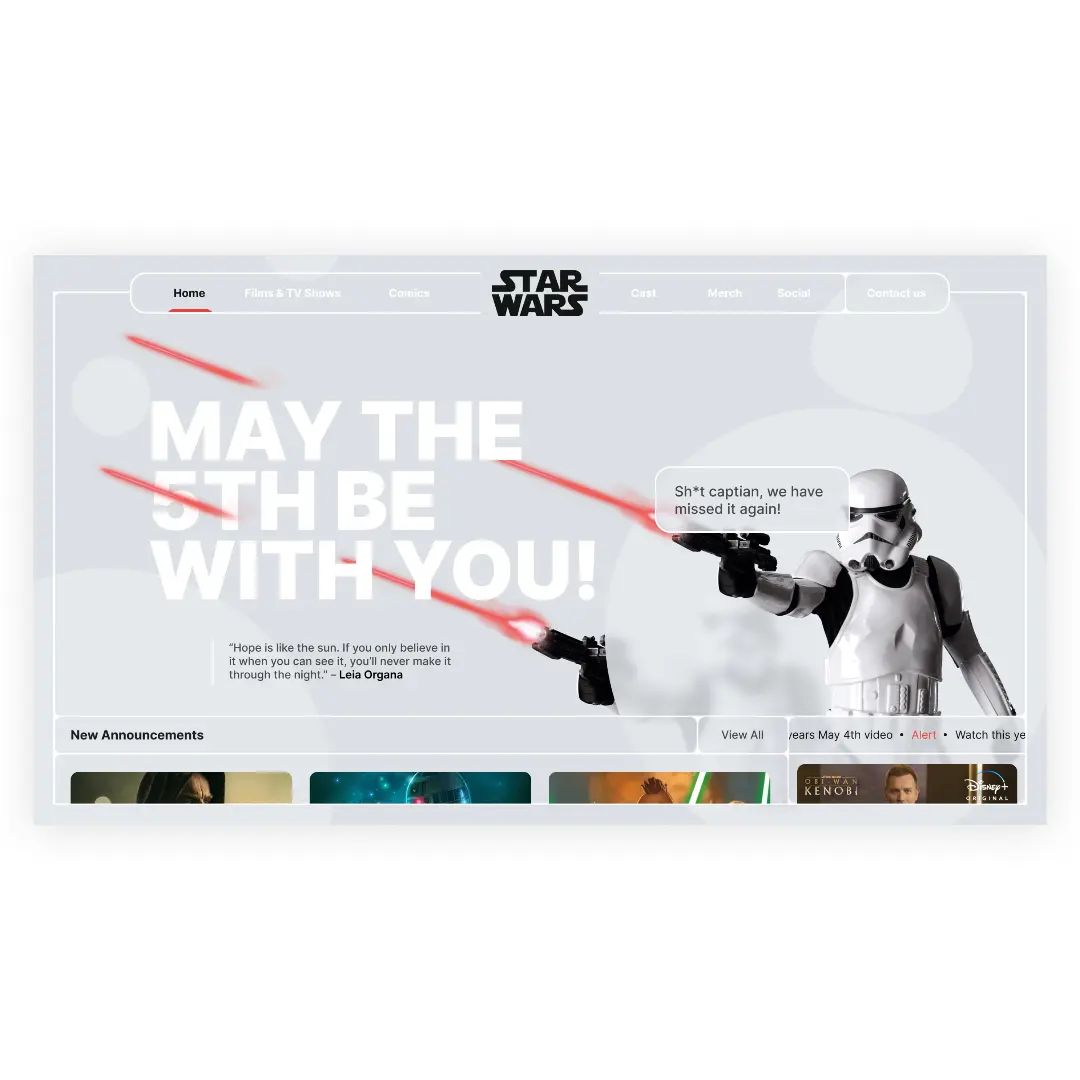 Home
Films & TV Shows
Comics
STAR
WARS
Cast
Merch
Social
Contact us
MAY THE
5TH BE
WITH YOU!
Sh*t captian, we have
missed it again!
“Hope is like the sun. If you only believe in
it when you can see it, you’ll never make it
through the night.” – Leia Organa
New Announcements
View All
years May 4th video • Alert • Watch this ye
STAR WARS
OBI-WAN
KENOBI
Disney+
ORIGINAL